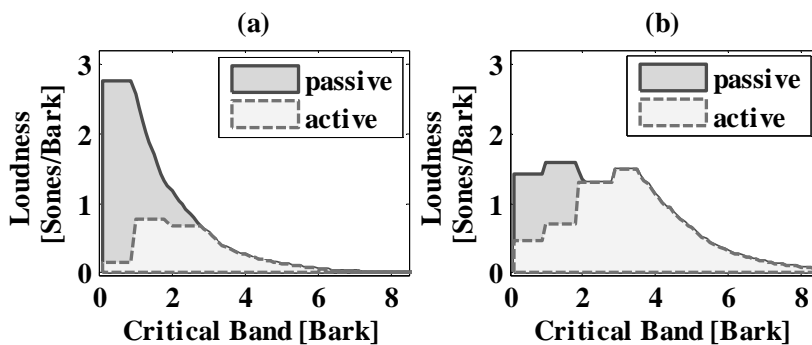 (a)
Loudness
[Sones/Bark]
3
2
1
0
passive
active
0 2 4 6 8
Critical Band [Bark]
(b)
Loudness
[Sones/Bark]
3
2
1
0
passive
active
0 2 4 6 8
Critical Band [Bark]